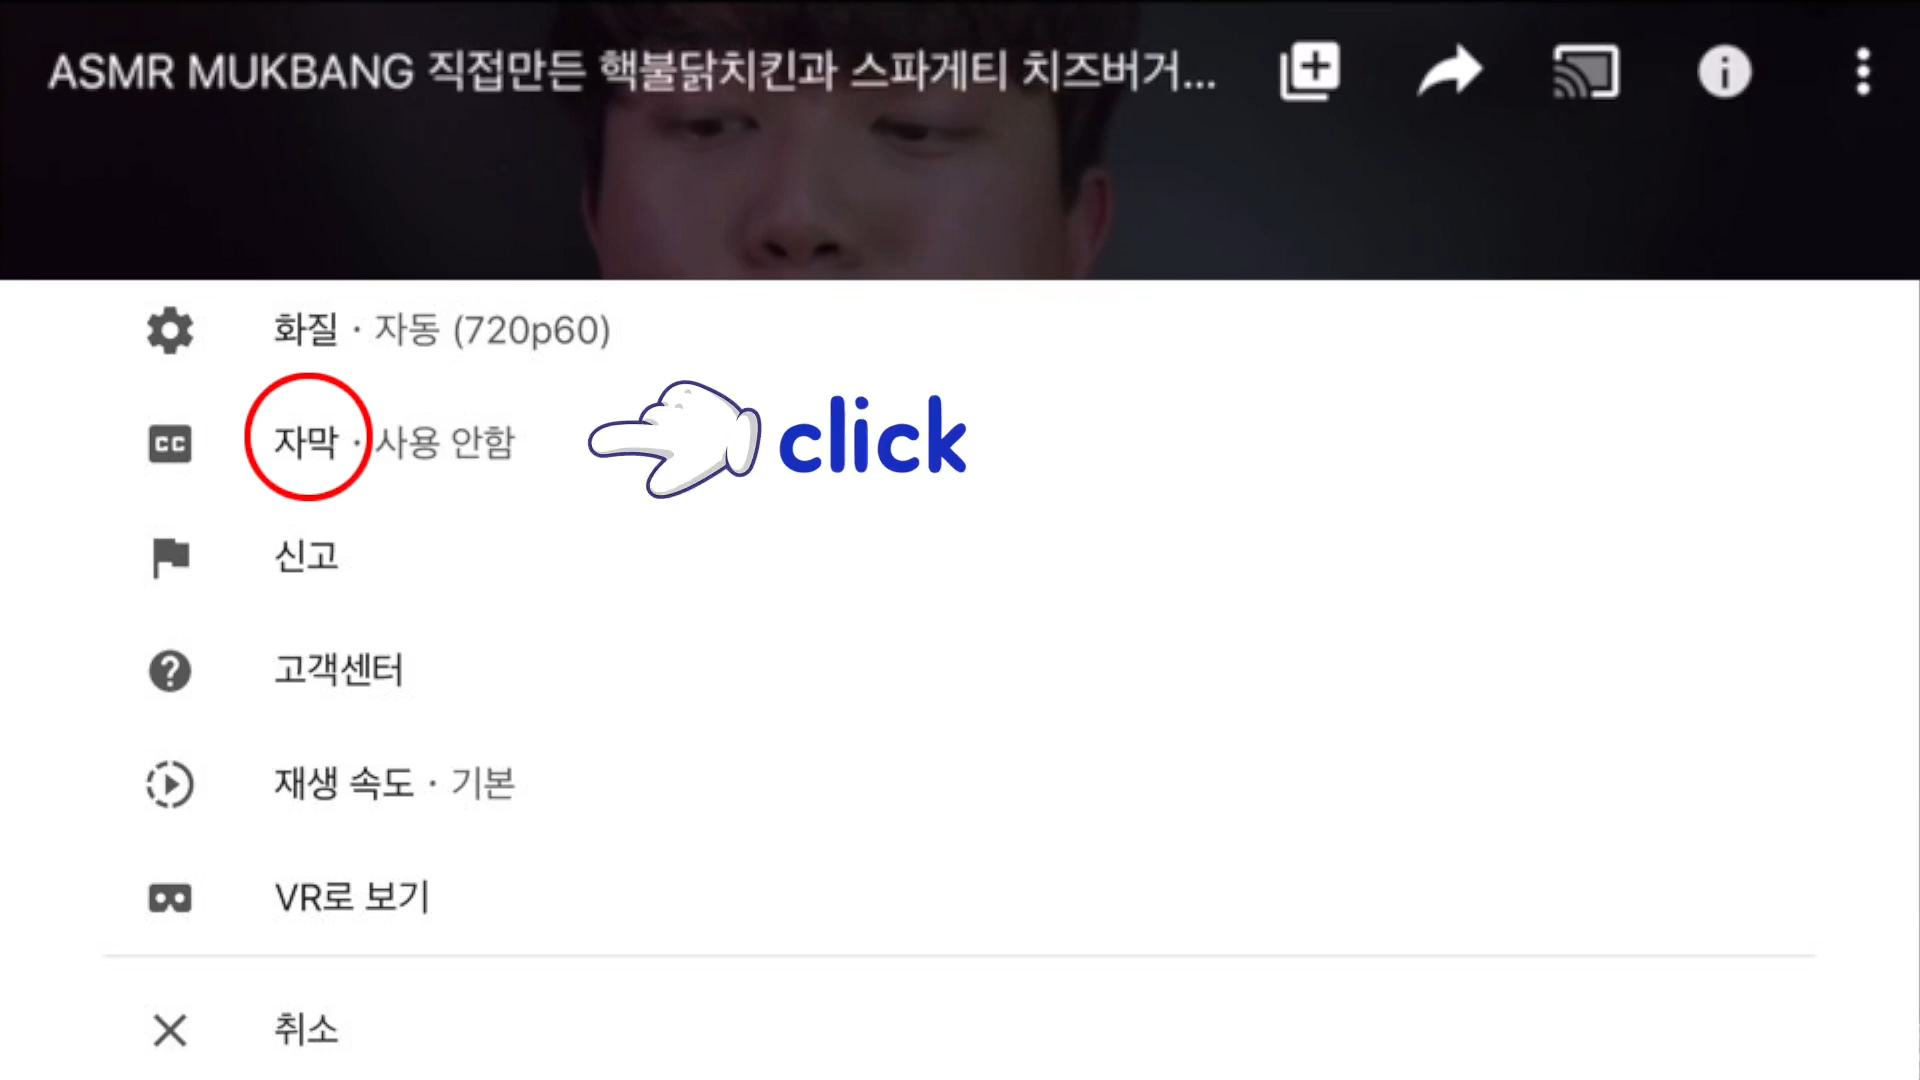 ASMR MUKBANG 직접만든 핵불닭치킨과 스파게티 치즈버거...
화질 · 자동 (720p60)
CC 자막 · 사용 안함 click
신고
고객센터
재생 속도 · 기본
VR로 보기
취소